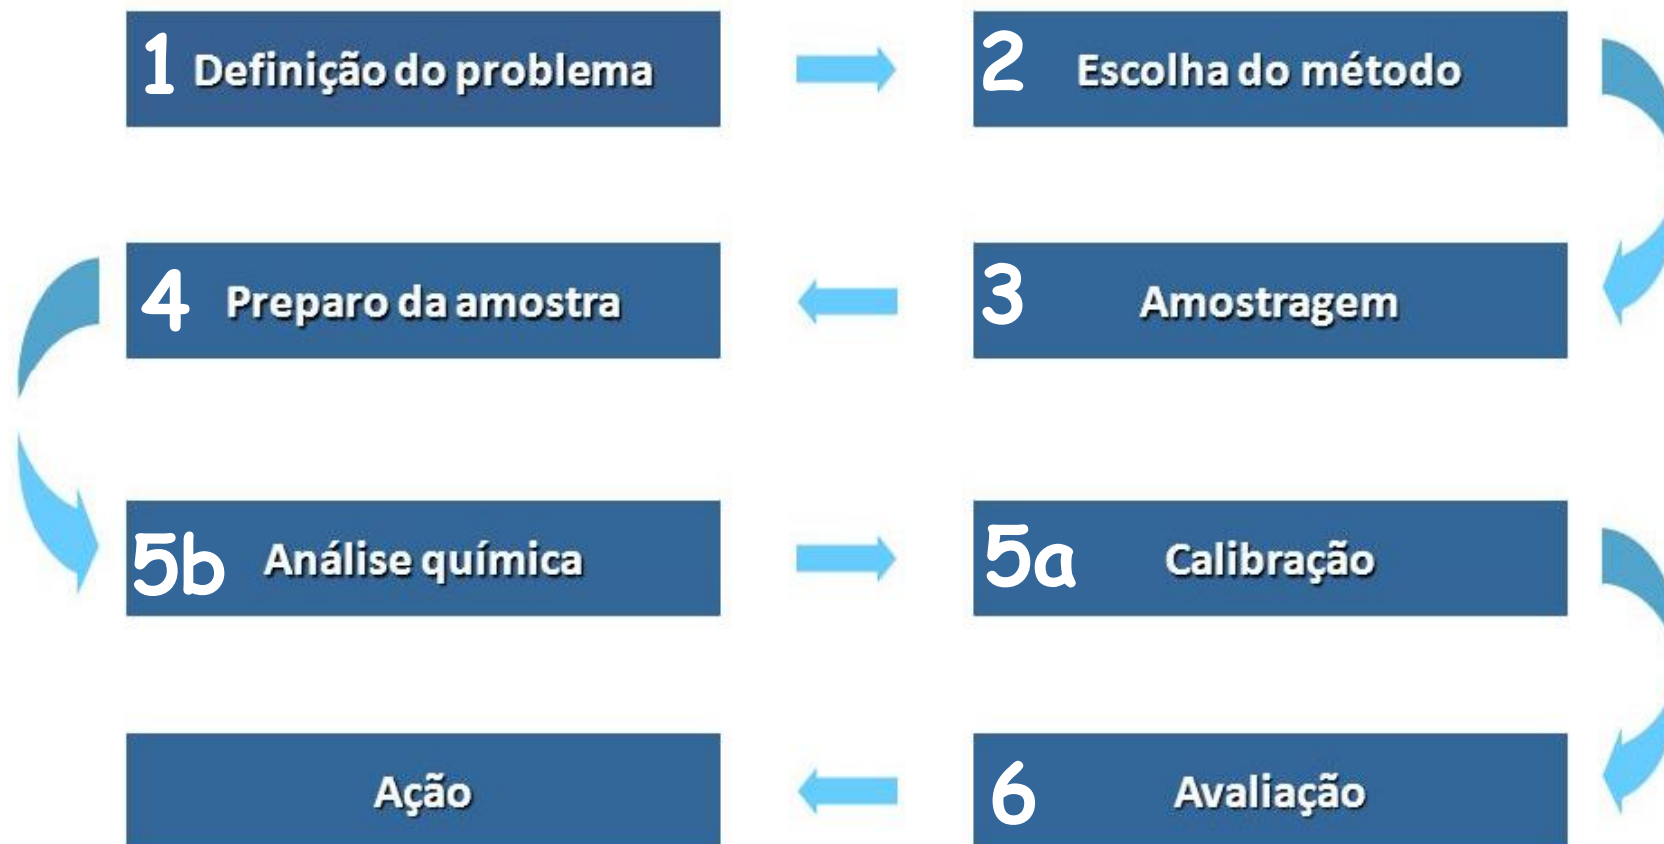 1 Definição do problema
2 Escolha do método
4 Preparo da amostra
3 Amostragem
5b Análise química
5a Calibração
Ação
6 Avaliação